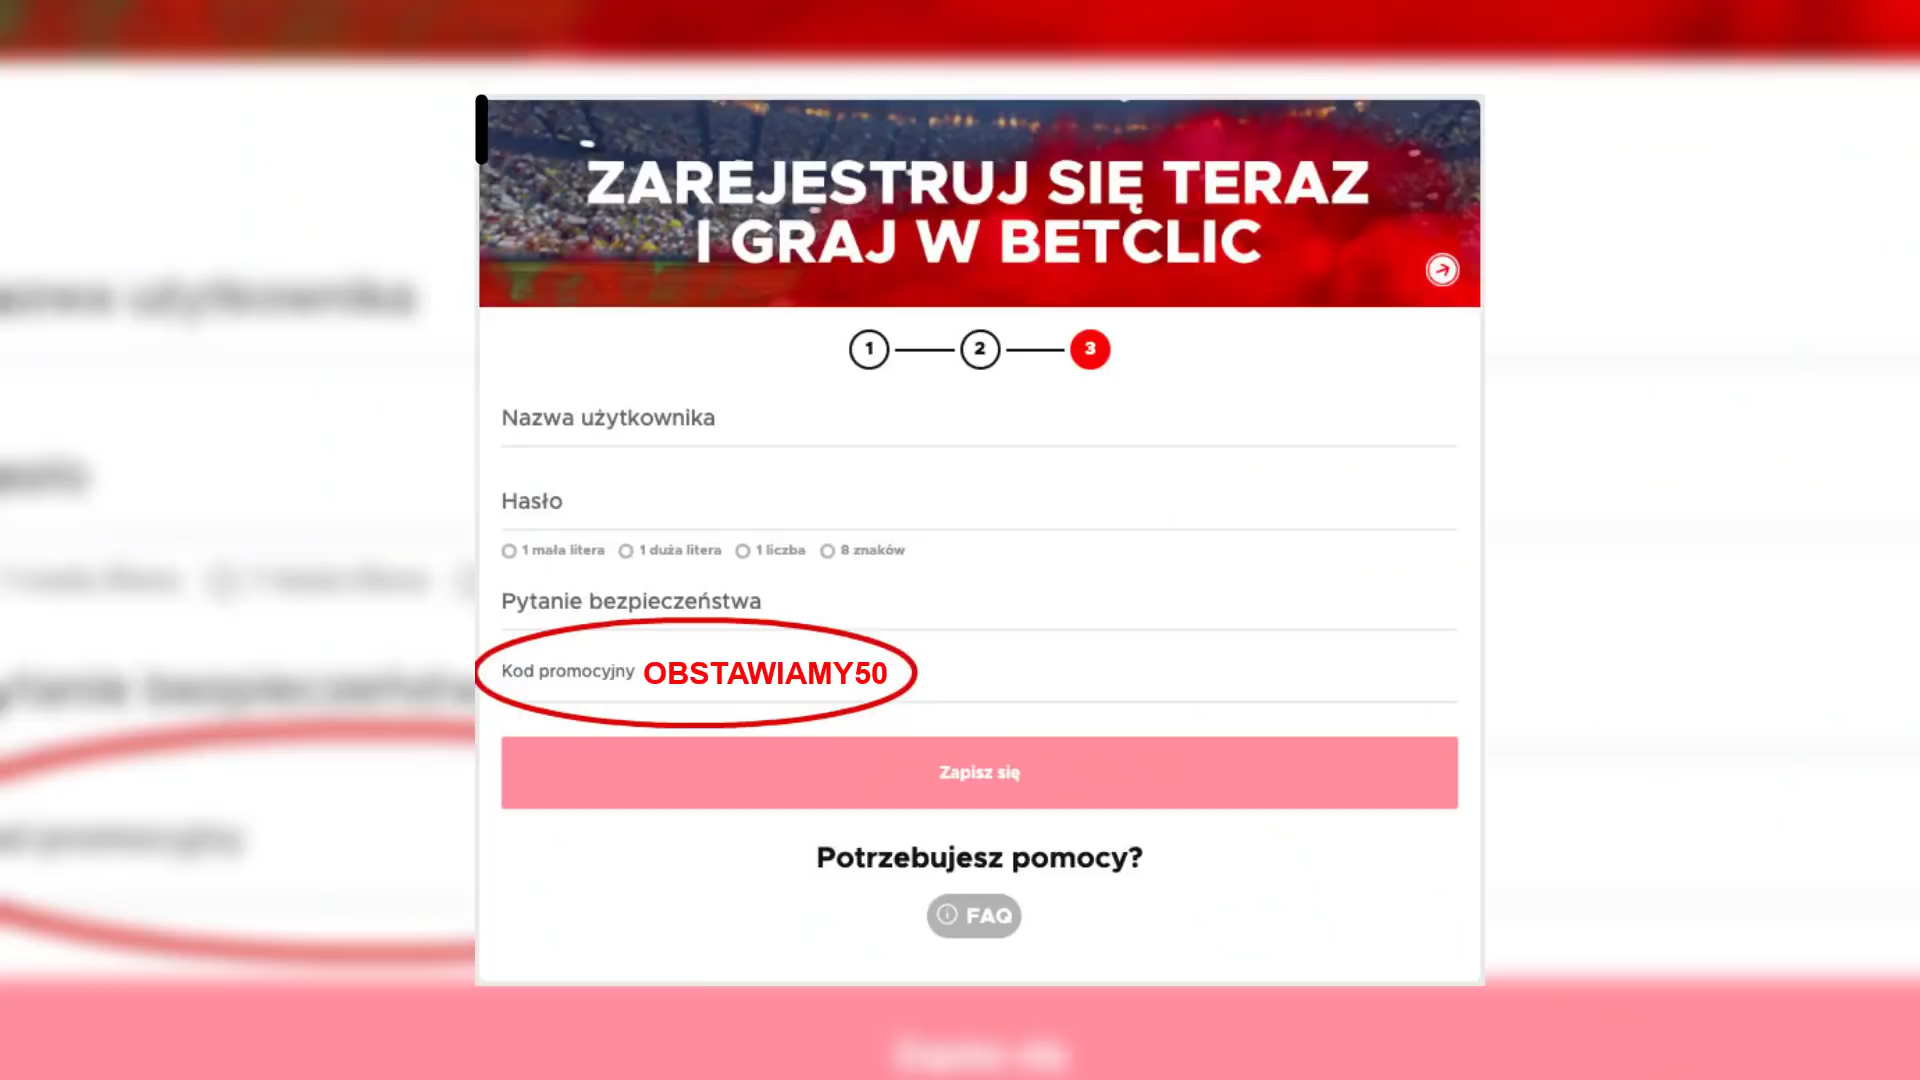 ZAREJESTRUJ SIĘ TERAZ
I GRAJ W BETCLIC
1 2 3
Nazwa użytkownika
Hasło
1 mała litera 1 duża litera 1 liczba 8 znaków
Pytanie bezpieczeństwa
Kod promocyjny OBSTAWIAMY50
Zapisz się
Potrzebujesz pomocy?
FAQ